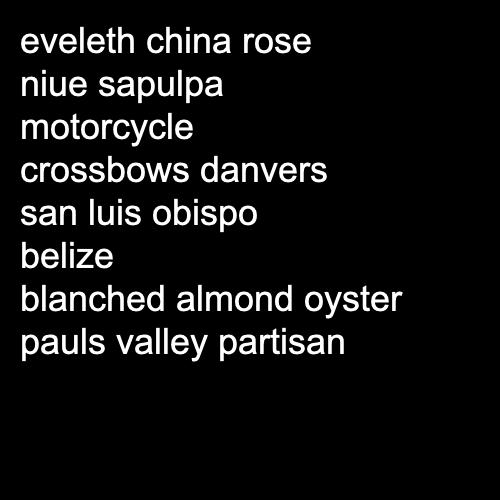 eveleth china rose
niue sapulpa
motorcycle
crossbows danvers
san luis obispo
belize
blanched almond oyster
pauls valley partisan